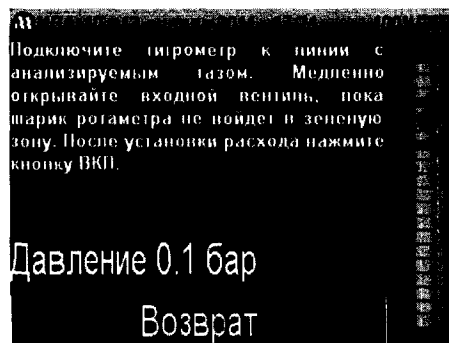 Подключите гигрометр к линии с
анализируемым газом. Медленно
открывайте входной вентиль, пока
шарик ротаметра не войдет в зеленую
зону. После установки расхода нажмите
кнопку ВКЛ.
Давление 0.1 бар
Возврат